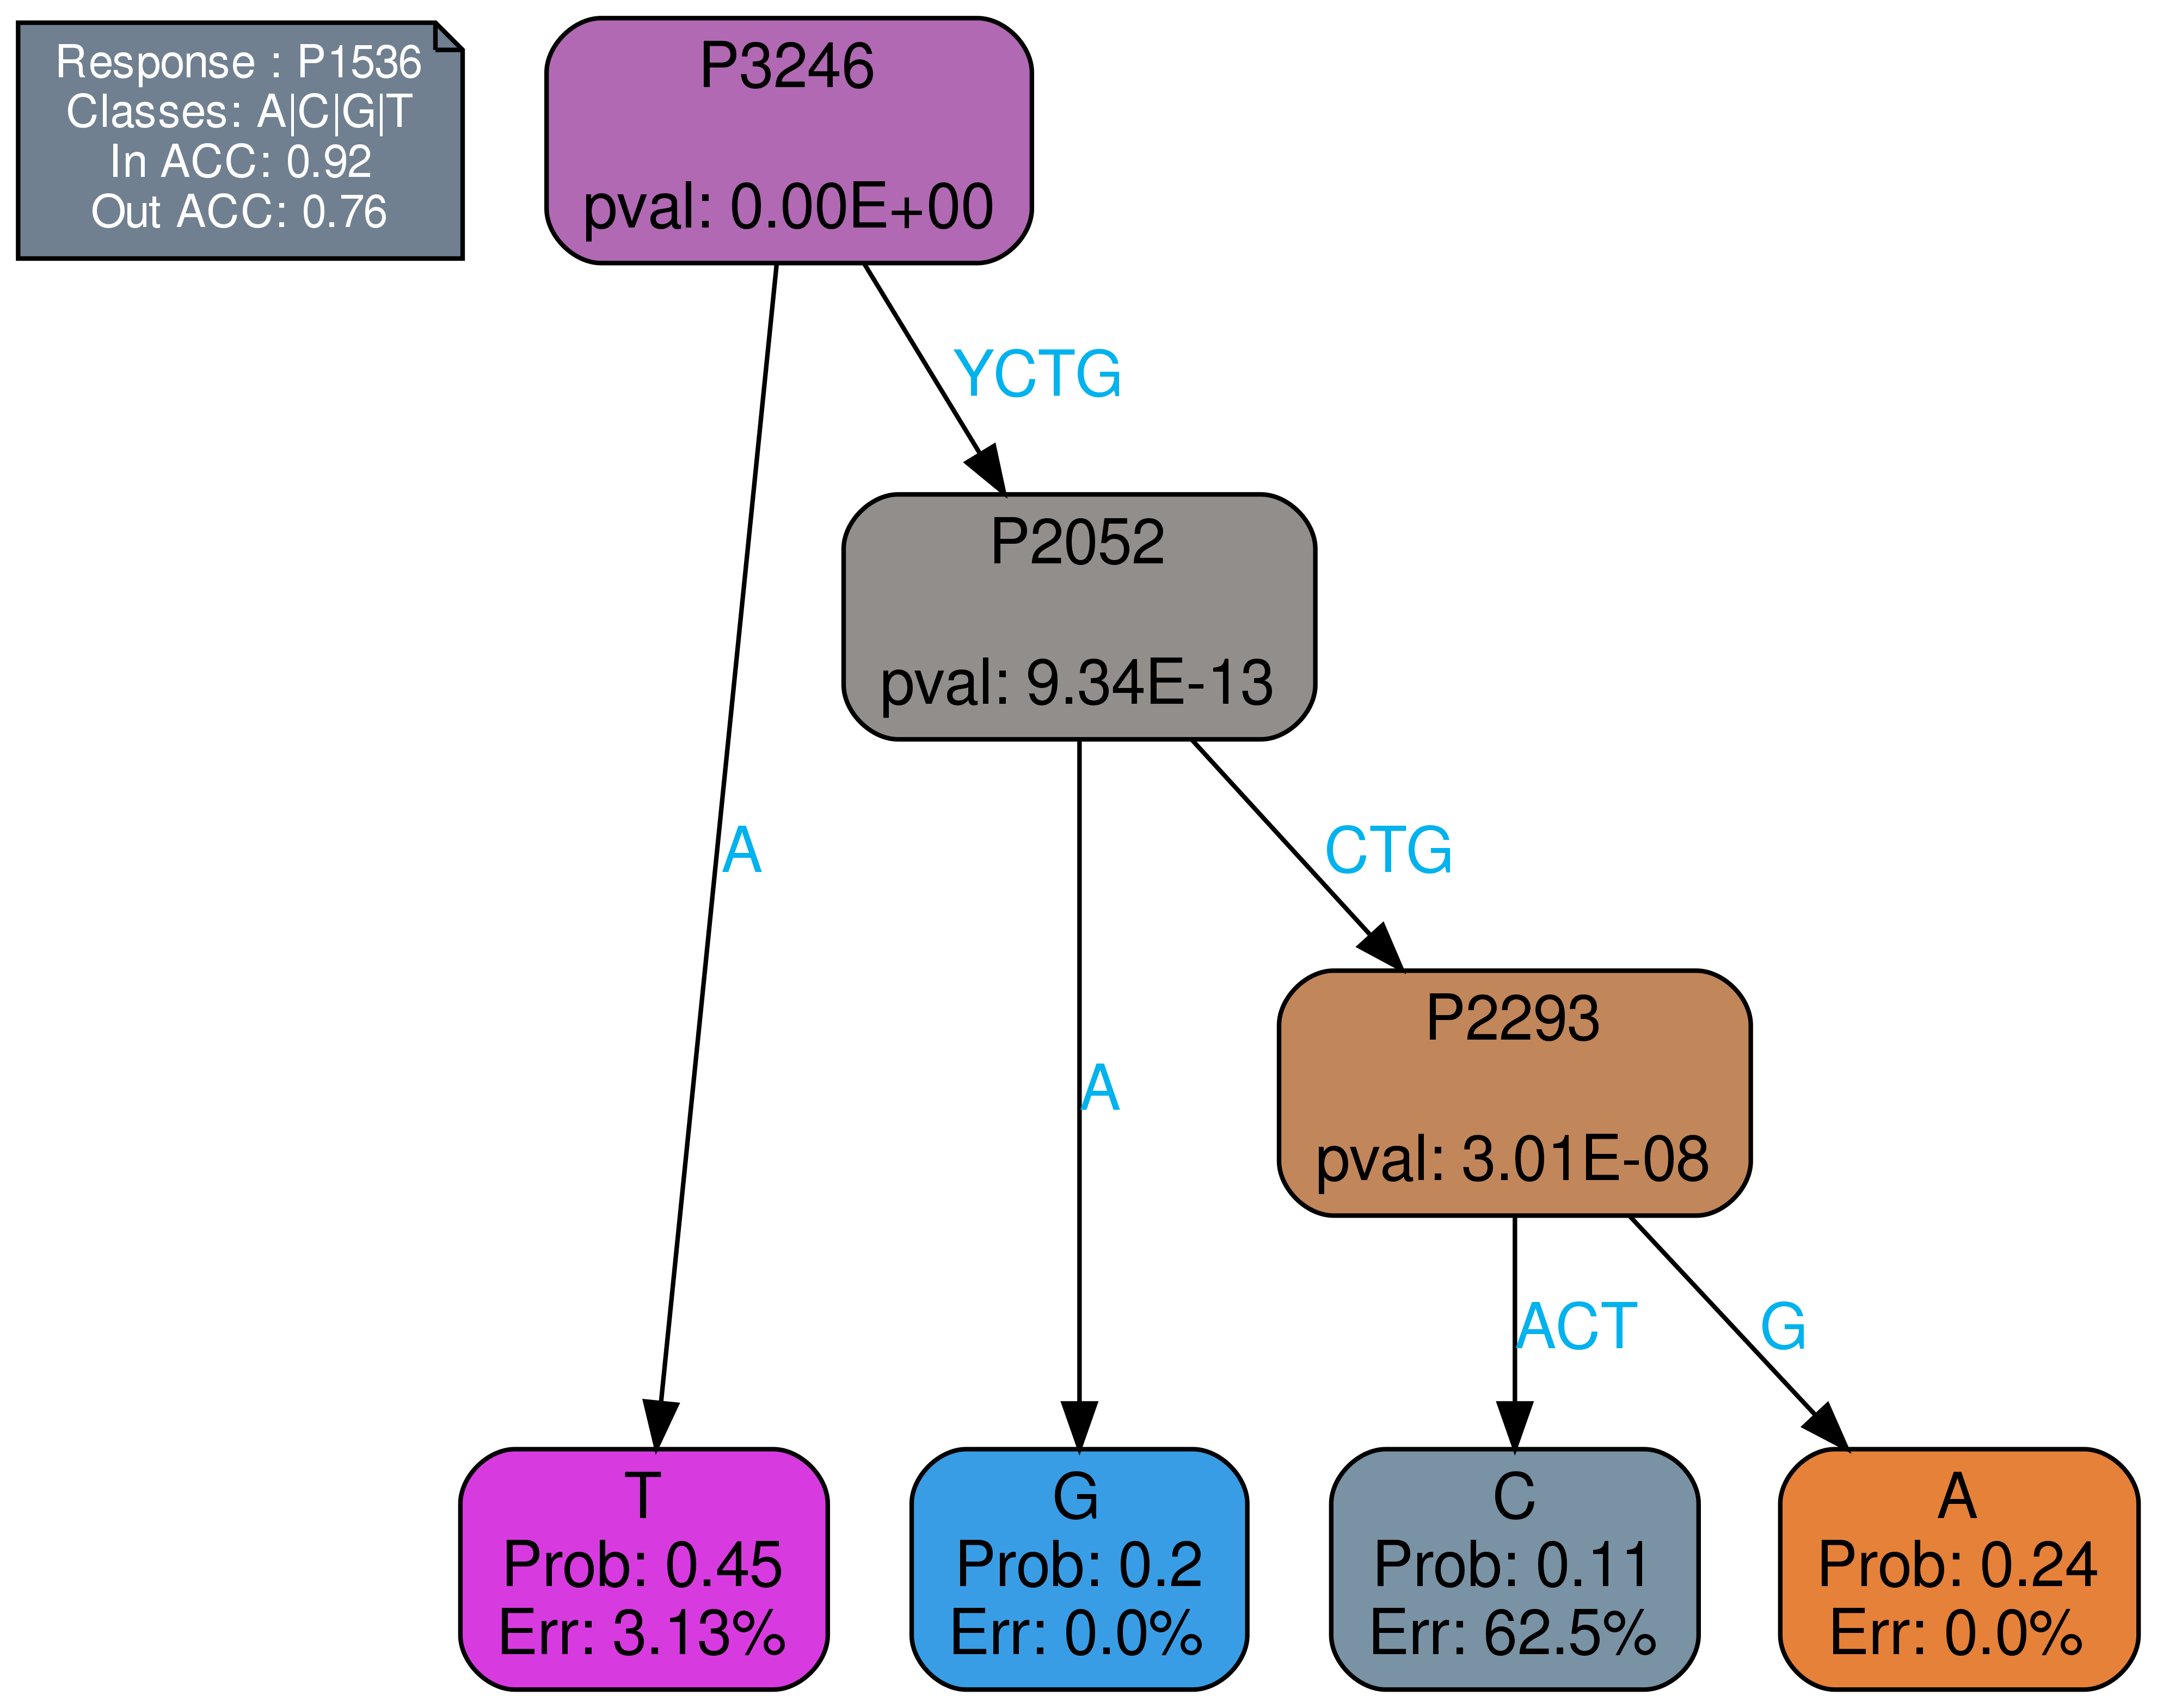 Response : P1536
Classes: A|C|G|T
In ACC: 0.92
Out ACC: 0.76
P3246
pval: 0.00E+00
YCTG
P2052
pval: 9.34E-13
A
CTG
P2293
pval: 3.01E-08
A
ACT
G
T
Prob: 0.45
Err: 3.13%
G
Prob: 0.2
Err: 0.0%
C
Prob: 0.11
Err: 62.5%
A
Prob: 0.24
Err: 0.0%